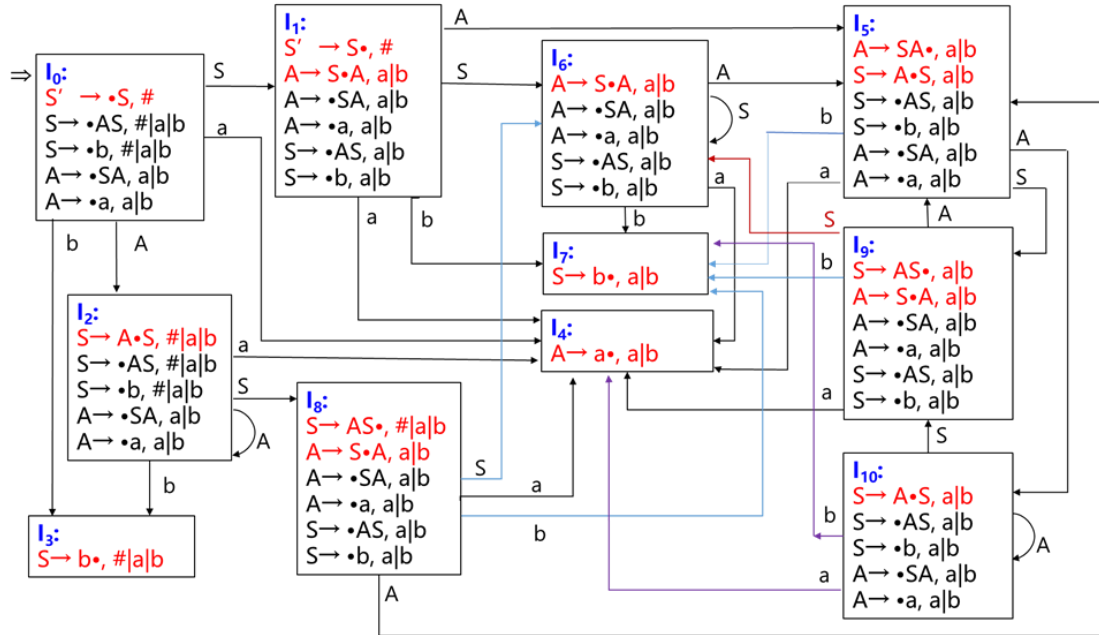 ⇒
I0:
S′ → •S, #
S→ •AS, #|a|b
S→ •b, #|a|b
A→ •SA, a|b
A→ •a, a|b
S
a
b
A
I1:
S′ → S•, #
A→ S•A, a|b
A→ •SA, a|b
A→ •a, a|b
S→ •AS, a|b
S→ •b, a|b
A
S
a
b
I6:
A→ S•A, a|b
A→ •SA, a|b
A→ •a, a|b
S→ •AS, a|b
S→ •b, a|b
A
S
a
b
I5:
A→ SA•, a|b
S→ A•S, a|b
S→ •AS, a|b
S→ •b, a|b
A→ •SA, a|b
A→ •a, a|b
b
a
A
S
I7:
S→ b•, a|b
I4:
A→ a•, a|b
I9:
S→ AS•, a|b
A→ S•A, a|b
A→ •SA, a|b
A→ •a, a|b
S→ •AS, a|b
S→ •b, a|b
A
S
b
a
I2:
S→ A•S, #|a|b
S→ •AS, #|a|b
S→ •b, #|a|b
A→ •SA, a|b
A→ •a, a|b
a
S
A
b
I8:
S→ AS•, #|a|b
A→ S•A, a|b
A→ •SA, a|b
A→ •a, a|b
S→ •AS, a|b
S→ •b, a|b
S
a
b
A
I3:
S→ b•, #|a|b
I10:
S→ A•S, a|b
S→ •AS, a|b
S→ •b, a|b
A→ •SA, a|b
A→ •a, a|b
S
b
a
A